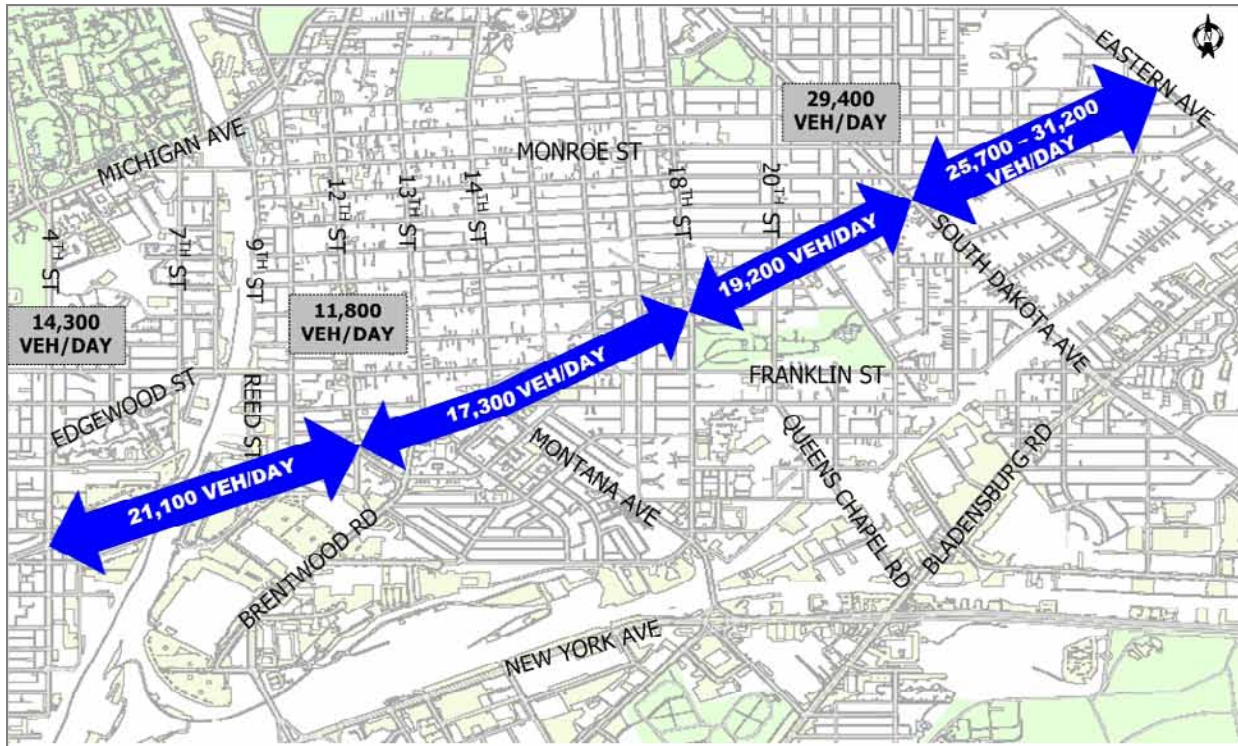 N
EASTERN AVE
29,400
VEH/DAY
25,700 – 31,200
VEH/DAY
MICHIGAN AVE
MONROE ST
12TH ST
13TH ST
14TH ST
18TH ST
20TH ST
4TH ST
7TH ST
9TH ST
SOUTH DAKOTA AVE
19,200 VEH/DAY
14,300
VEH/DAY
11,800
VEH/DAY
17,300 VEH/DAY
FRANKLIN ST
EDGEWOOD ST
REED ST
21,100 VEH/DAY
MONTANA AVE
QUEENS CHAPEL RD
BLADENSBURG RD
BRENTWOOD RD
NEW YORK AVE